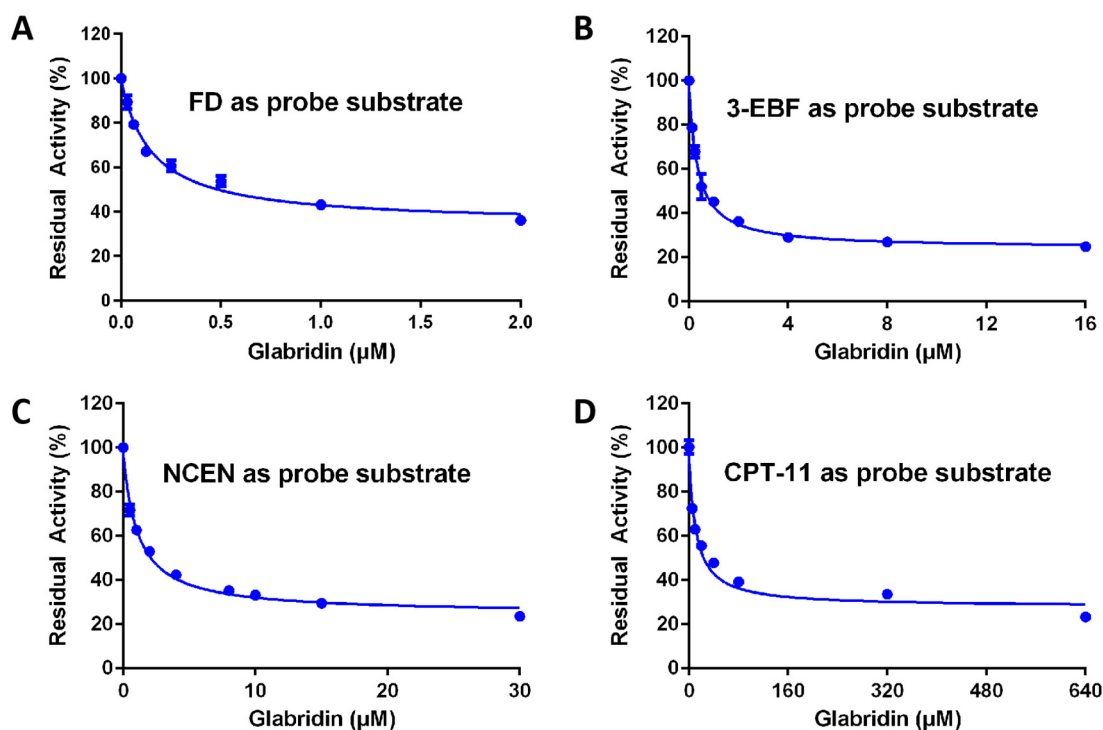 A
Residual Activity (%)
120
100
80
60
40
20
0
FD as probe substrate
0.0 0.5 1.0 1.5 2.0
Glabridin (µM)
B
Residual Activity (%)
120
100
80
60
40
20
0
3-EBF as probe substrate
0 4 8 12 16
Glabridin (µM)
C
Residual Activity (%)
120
100
80
60
40
20
0
NCEN as probe substrate
0 10 20 30
Glabridin (µM)
D
Residual Activity (%)
120
100
80
60
40
20
0
CPT-11 as probe substrate
0 160 320 480 640
Glabridin (µM)